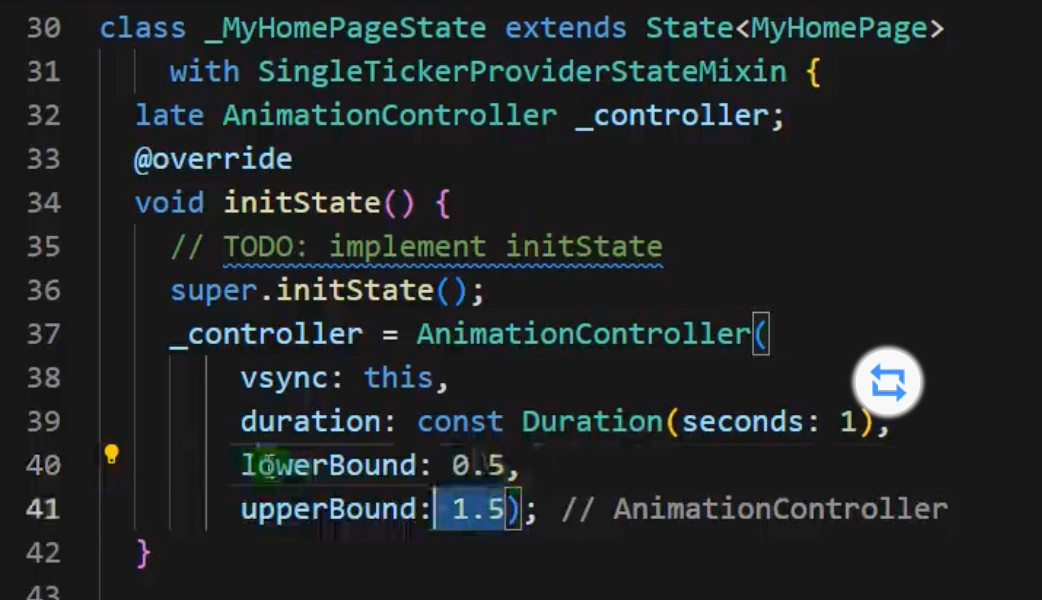 30 class _MyHomePageState extends State<MyHomePage>
31 with SingleTickerProviderStateMixin {
32 late AnimationController _controller;
33 @override
34 void initState() {
35 // TODO: implement initState
36 super.initState();
37 _controller = AnimationController(
38 vsync: this,
39 duration: const Duration(seconds: 1),
40 lowerBound: 0.5,
41 upperBound: 1.5); // AnimationController
42 }
43